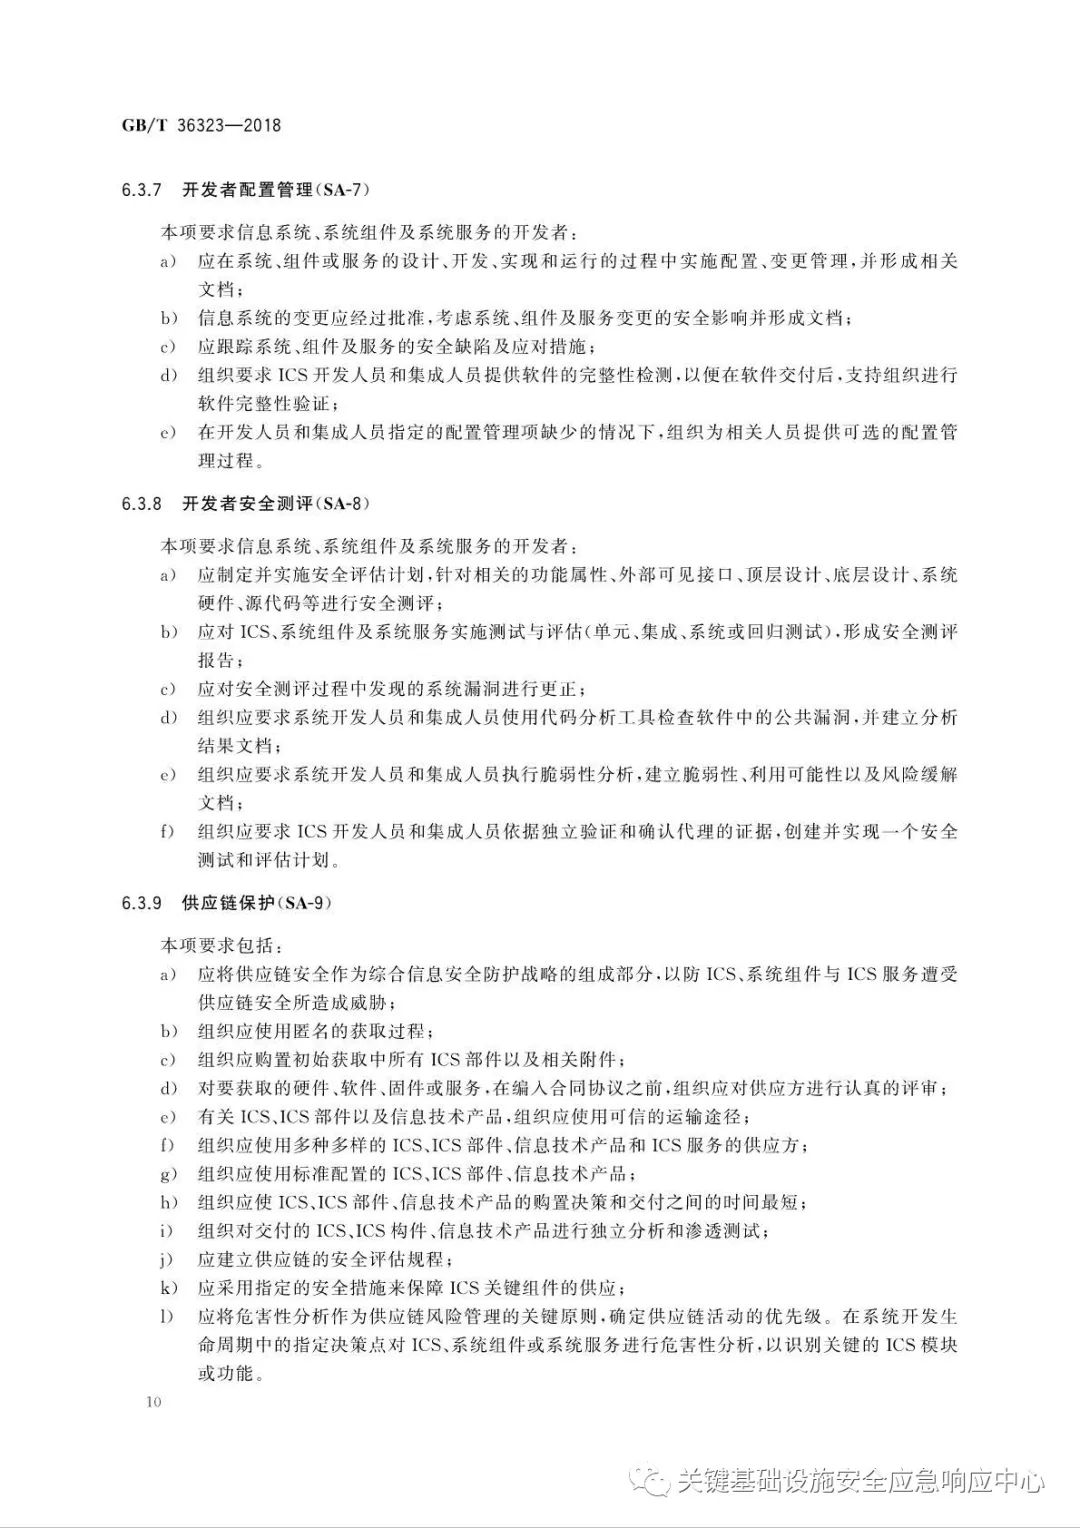 GB/T 36323—2018
6.3.7 开发者配置管理(SA-7)
本项要求信息系统、系统组件及系统服务的开发者:
a) 应在系统、组件或服务的设计、开发、实现和运行的过程中实施配置、变更管理,并形成相关
文档;
b) 信息系统的变更应经过批准,考虑系统、组件及服务变更的安全影响并形成文档;
c) 应跟踪系统、组件及服务的安全缺陷及应对措施;
d) 组织要求 ICS 开发人员和集成人员提供软件的完整性检测,以便在软件交付后,支持组织进行
软件完整性验证;
e) 在开发人员和集成人员指定的配置管理项缺少的情况下,组织为相关人员提供可选的配置管
理过程。
6.3.8 开发者安全测评(SA-8)
本项要求信息系统、系统组件及系统服务的开发者:
a) 应制定并实施安全评估计划,针对相关的功能属性、外部可见接口、顶层设计、底层设计、系统
硬件、源代码等进行安全测评;
b) 应对 ICS、系统组件及系统服务实施测试与评估(单元、集成、系统或回归测试),形成安全测评
报告;
c) 应对安全测评过程中发现的系统漏洞进行更正;
d) 组织应要求系统开发人员和集成人员使用代码分析工具检查软件中的公共漏洞,并建立分析
结果文档;
e) 组织应要求系统开发人员和集成人员执行脆弱性分析,建立脆弱性、利用可能性以及风险缓解
文档;
f) 组织应要求 ICS 开发人员和集成人员依据独立验证和确认代理的证据,创建并实现一个安全
测试和评估计划。
6.3.9 供应链保护(SA-9)
本项要求包括:
a) 应将供应链安全作为综合信息安全防护战略的组成部分,以防 ICS、系统组件与 ICS 服务遭受
供应链安全所造成威胁;
b) 组织应使用匿名的获取过程;
c) 组织应购置初始获取中所有 ICS 部件以及相关附件;
d) 对要获取的硬件、软件、固件或服务,在编入合同协议之前,组织应对供应方进行认真的评审;
e) 有关 ICS、ICS 部件以及信息技术产品,组织应使用可信的运输途径;
f) 组织应使用多种多样的 ICS、ICS 部件、信息技术产品和 ICS 服务的供应方;
g) 组织应使用标准配置的 ICS、ICS 部件、信息技术产品;
h) 组织应使 ICS、ICS 部件、信息技术产品的购置决策和交付之间的时间最短;
i) 组织对交付的 ICS、ICS 构件、信息技术产品进行独立分析和渗透测试;
j) 应建立供应链的安全评估规程;
k) 应采用指定的安全措施来保障 ICS 关键组件的供应;
l) 应将危害性分析作为供应链风险管理的关键原则,确定供应链活动的优先级。在系统开发生
命周期中的指定决策点对 ICS、系统组件或系统服务进行危害性分析,以识别关键的 ICS 模块
或功能。
10
关键基础设施安全应急响应中心